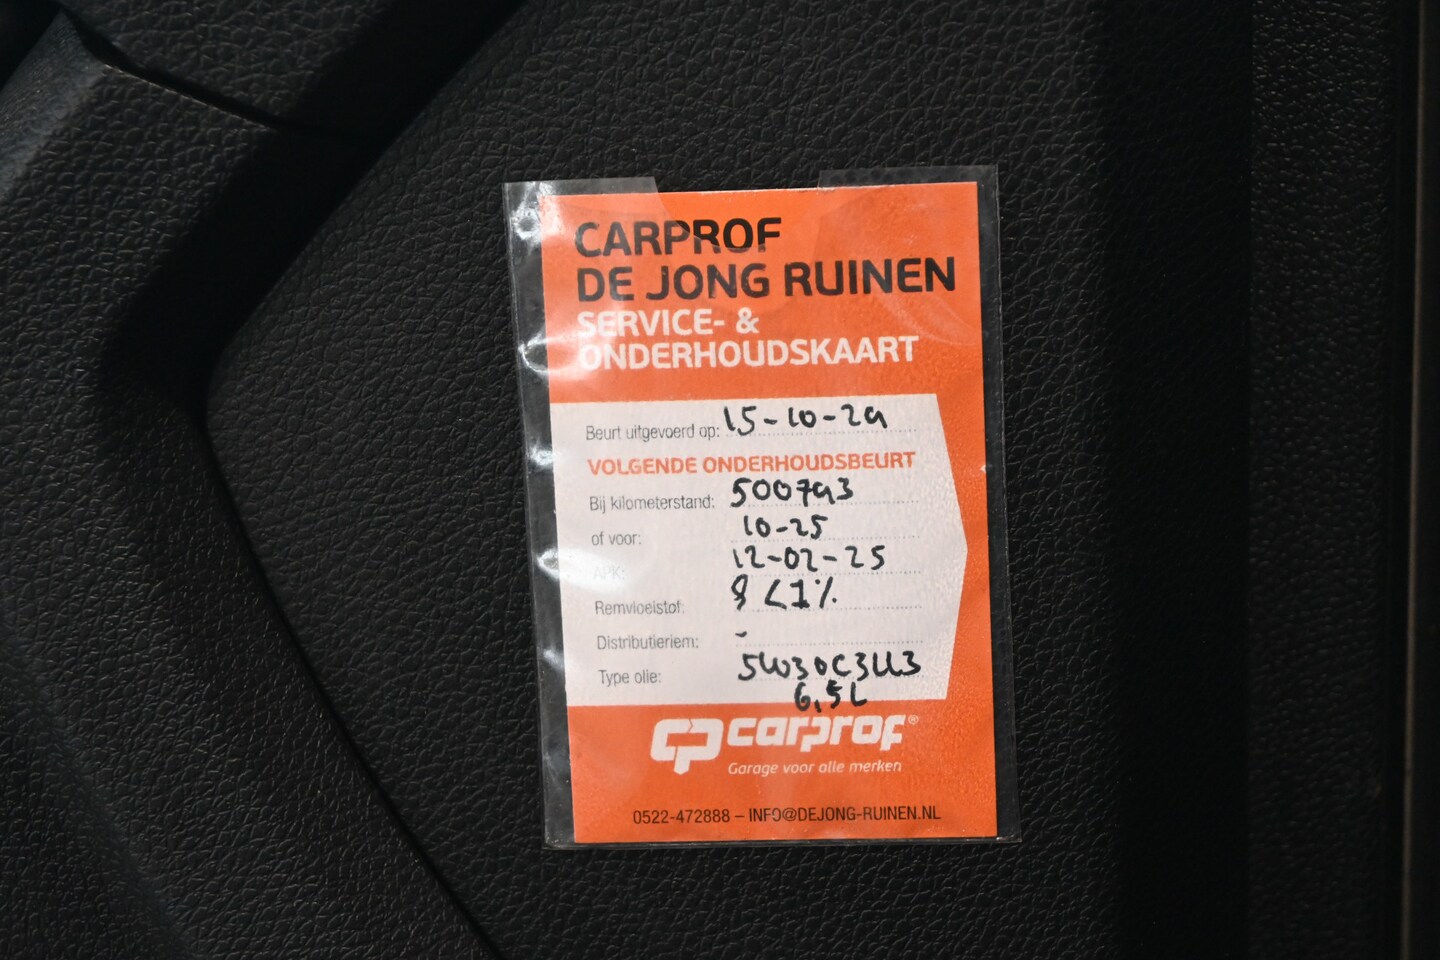 CARPROF
DE JONG RUINEN
SERVICE- &
ONDERHOUDSKAART
Beurt uitgevoerd op: 15-10-24
VOLGENDE ONDERHOUDSBEURT
Bij kilometerstand: 500793
of voor: 10-25
APK: 12-02-25
Remvloeistof: <1%
Distributieriem: -
Type olie: 5W30C3LL3
6,5L
CP carprof®
Garage voor alle merken
0522-472888 – INFO@DEJONG-RUINEN.NL